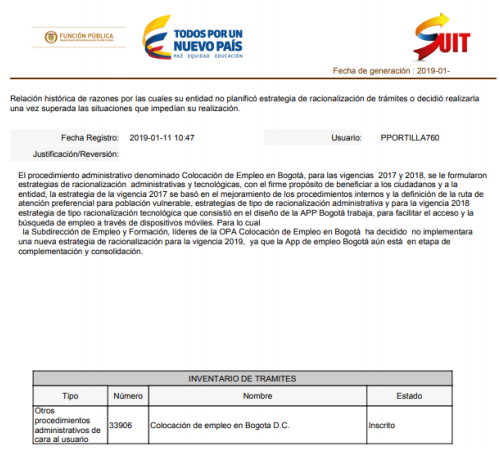 FUNCIÓN PÚBLICA
TODOS POR UN
NUEVO PAÍS
PAZ EQUIDAD EDUCACIÓN
SUIT
Fecha de generación : 2019-01-
Relación histórica de razones por las cuales su entidad no planificó estrategia de racionalización de trámites o decidió realizarla
una vez superada las situaciones que impedían su realización.
Fecha Registro: 2019-01-11 10:47 Usuario: PPORTILLA760
Justificación/Reversión:
El procedimiento administrativo denominado Colocación de Empleo en Bogotá, para las vigencias 2017 y 2018, se le formularon
estrategias de racionalización administrativas y tecnológicas, con el firme propósito de beneficiar a los ciudadanos y a la
entidad, la estrategia de la vigencia 2017 se basó en el mejoramiento de los procedimientos internos y la definición de la ruta de
atención preferencial para población vulnerable, estrategias de tipo de racionalización administrativa y para la vigencia 2018
estrategia de tipo racionalización tecnológica que consistió en el diseño de la APP Bogotá trabaja, para facilitar el acceso y la
búsqueda de empleo a través de dispositivos móviles. Para lo cual
la Subdirección de Empleo y Formación, líderes de la OPA Colocación de Empleo en Bogotá ha decidido no implementara
una nueva estrategia de racionalización para la vigencia 2019, ya que la App de empleo Bogotá aún está en etapa de
complementación y consolidación.
INVENTARIO DE TRAMITES
Tipo Número Nombre Estado
Otros
procedimientos
administrativos de
cara al usuario
33906 Colocación de empleo en Bogota D.C. Inscrito